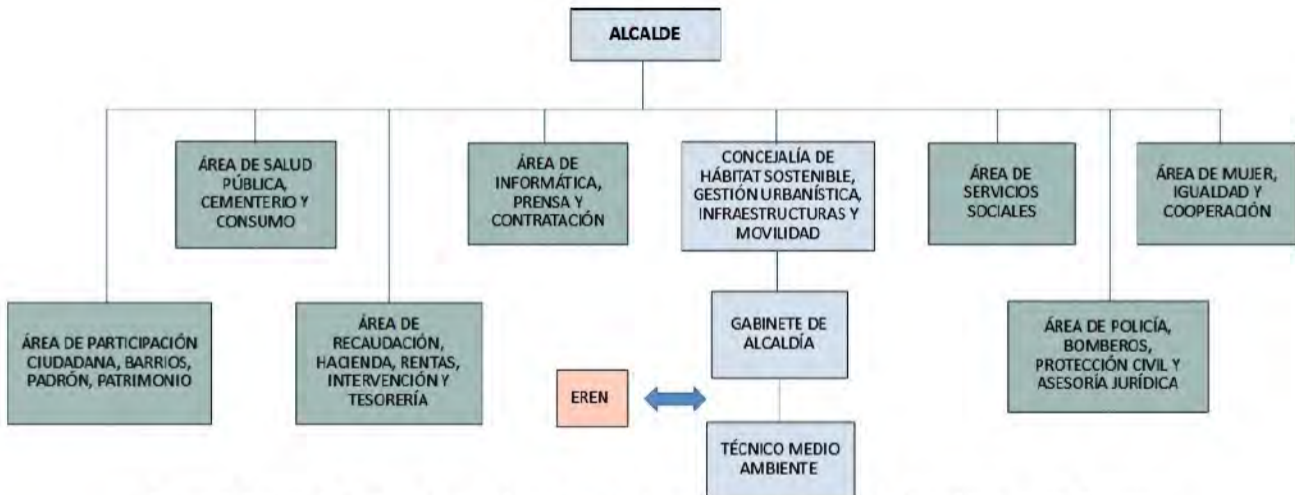 ALCALDE
ÁREA DE SALUD
PÚBLICA,
CEMENTERIO Y
CONSUMO
ÁREA DE
INFORMÁTICA,
PRENSA Y
CONTRATACIÓN
CONCEJALÍA DE
HÁBITAT SOSTENIBLE,
GESTIÓN URBANÍSTICA,
INFRAESTRUCTURAS Y
MOVILIDAD
ÁREA DE
SERVICIOS
SOCIALES
ÁREA DE MUJER,
IGUALDAD Y
COOPERACIÓN
ÁREA DE PARTICIPACIÓN
CIUDADANA, BARRIOS,
PADRÓN, PATRIMONIO
ÁREA DE
RECAUDACIÓN,
HACIENDA, RENTAS,
INTERVENCIÓN Y
TESORERÍA
GABINETE DE
ALCALDÍA
ÁREA DE POLICÍA,
BOMBEROS,
PROTECCIÓN CIVIL Y
ASESORÍA JURÍDICA
EREN
TÉCNICO MEDIO
AMBIENTE